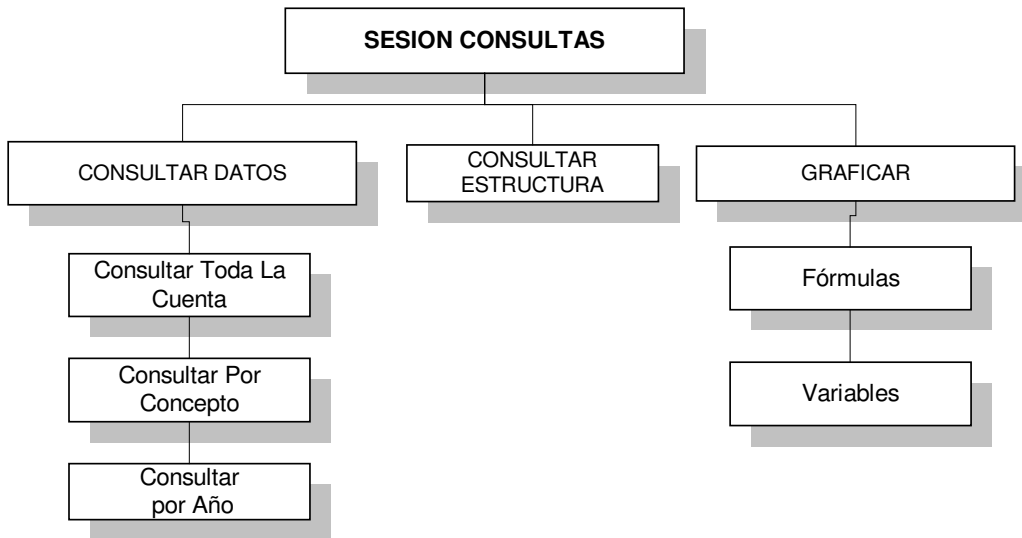 SESION CONSULTAS
CONSULTAR DATOS
CONSULTAR
ESTRUCTURA
GRAFICAR
Consultar Toda La
Cuenta
Fórmulas
Consultar Por
Concepto
Variables
Consultar
por Año